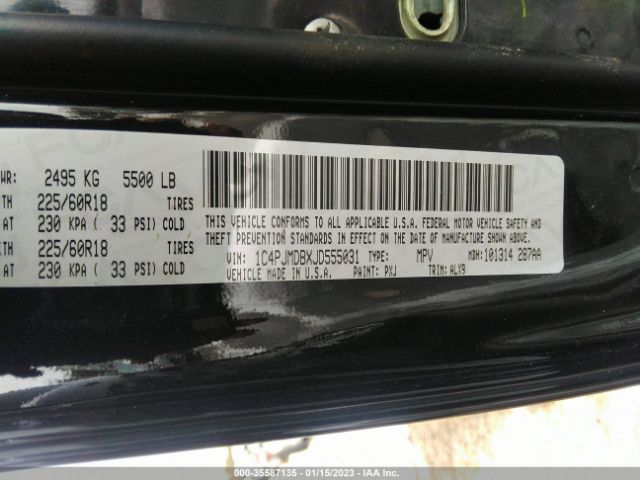 WR: 2495 KG 5500 LB
TH 225/60R18 TIRES
AT 230 KPA ( 33 PSI) COLD
ITH 225/60R18 TIRES
AT 230 KPA ( 33 PSI) COLD
THIS VEHICLE CONFORMS TO ALL APPLICABLE U.S.A. FEDERAL MOTOR VEHICLE SAFETY AND
THEFT PREVENTION STANDARDS IN EFFECT ON THE DATE OF MANUFACTURE SHOWN ABOVE.
VIN: 1C4PJMDBXJD555031 TYPE: MPV MDH: 101314 287AA
VEHICLE MADE IN U.S.A. PAINT: PXJ TRIM: ALX9
000-35587135 - 01/15/2023 - IAA Inc.